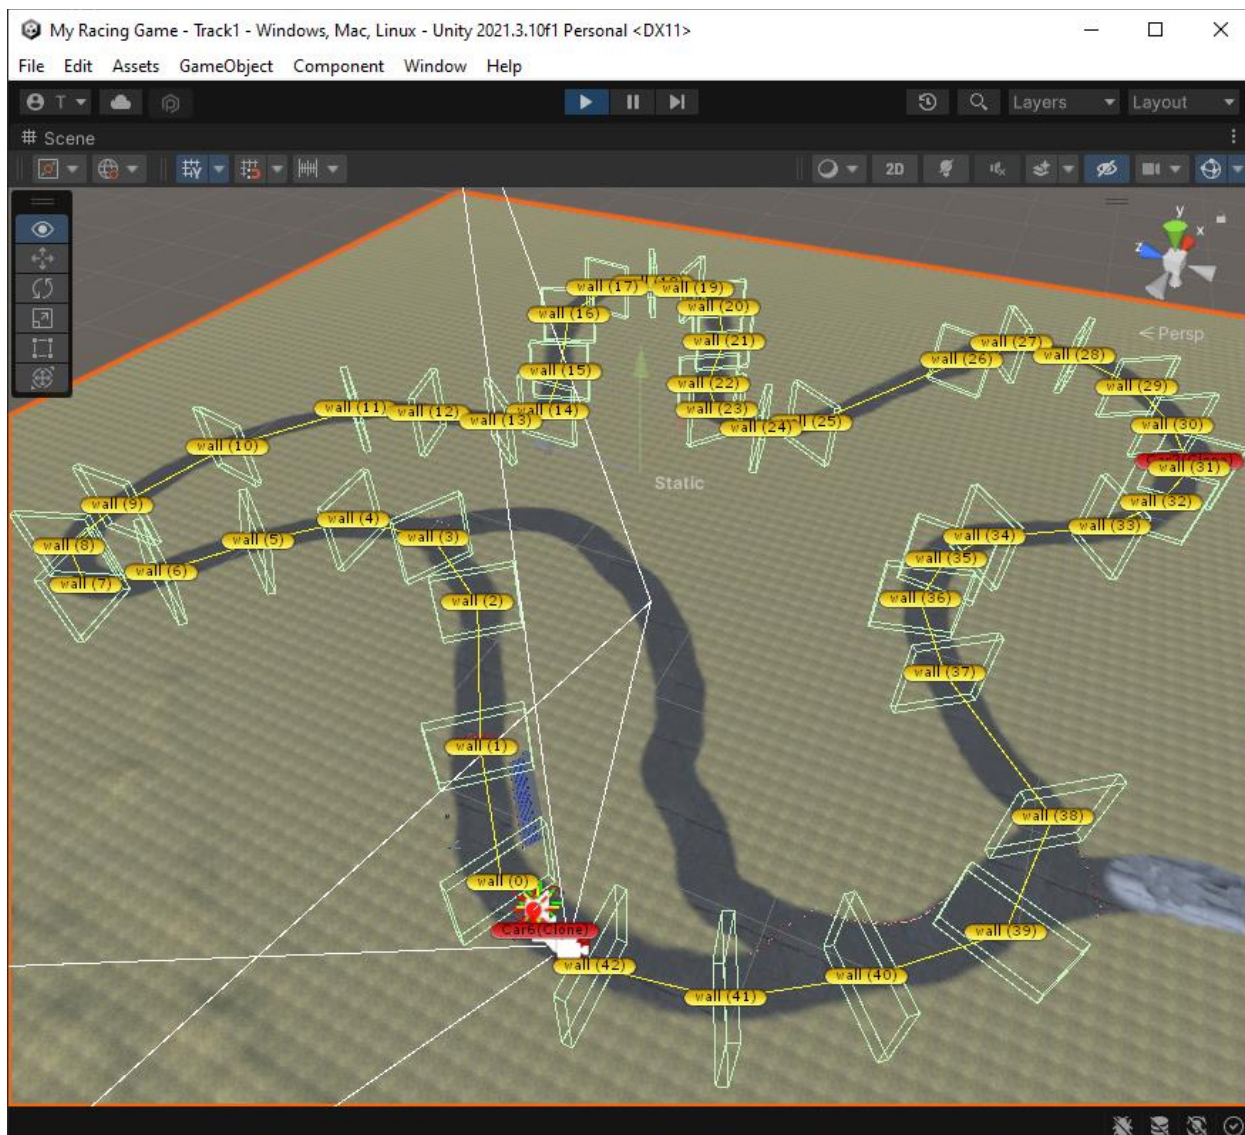 My Racing Game - Track1 - Windows, Mac, Linux - Unity 2021.3.10f1 Personal <DX11>
File Edit Assets GameObject Component Window Help
T Layers Layout
Scene
2D
y
x
z
Persp
wall (17) wall (19)
wall (16) wall (20)
wall (21) wall (27)
wall (26) wall (28)
wall (15) wall (22) wall (29)
wall (11) wall (12) wall (13) wall (14) wall (23) wall (24) wall (25) wall (30)
wall (10) wall (31)
Static
wall (9) wall (32)
wall (4) wall (33)
wall (8) wall (5) wall (3) wall (34)
wall (7) wall (6) wall (35)
wall (2) wall (36)
wall (37)
wall (1)
wall (38)
wall (0)
Car6(Clone) wall (39)
wall (42) wall (40)
wall (41)